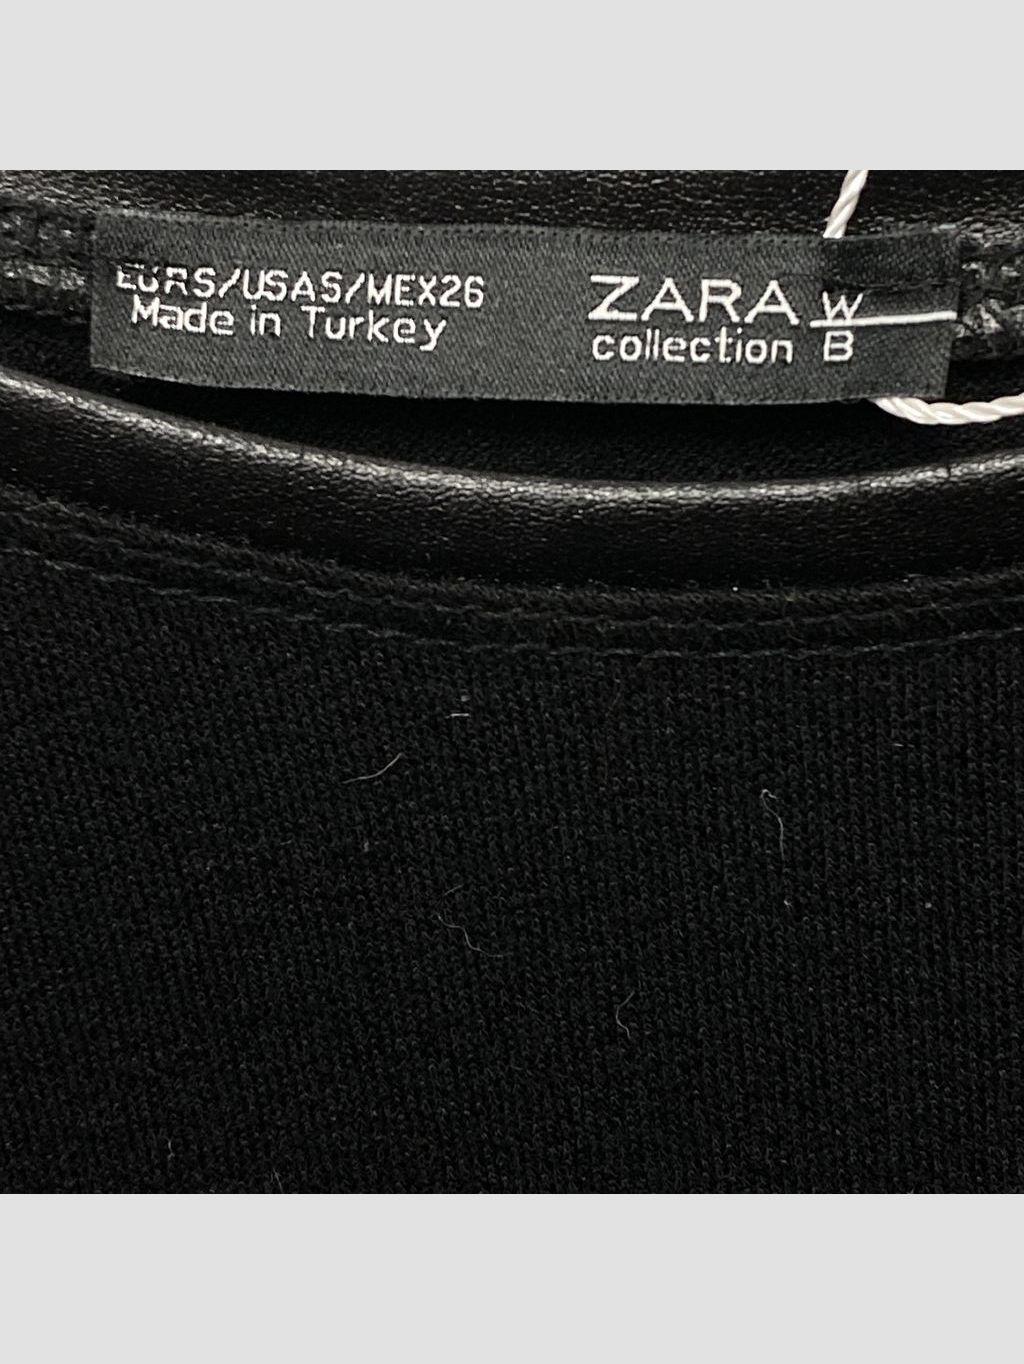 EURS/USAS/MEX26
Made in Turkey
ZARA W
collection B